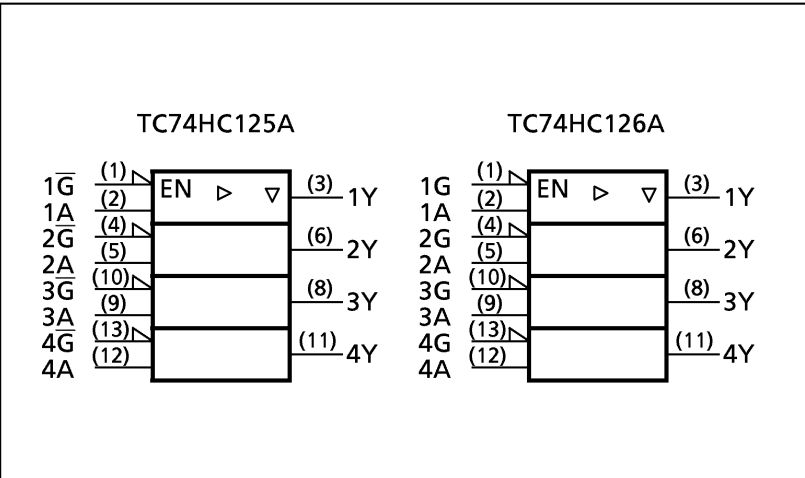 TC74HC125A
1G̅ (1) EN (3) 1Y
1A (2)
2G̅ (4) (6) 2Y
2A (5)
3G̅ (10) (8) 3Y
3A (9)
4G̅ (13) (11) 4Y
4A (12)
TC74HC126A
1G (1) EN (3) 1Y
1A (2)
2G (4) (6) 2Y
2A (5)
3G (10) (8) 3Y
3A (9)
4G (13) (11) 4Y
4A (12)